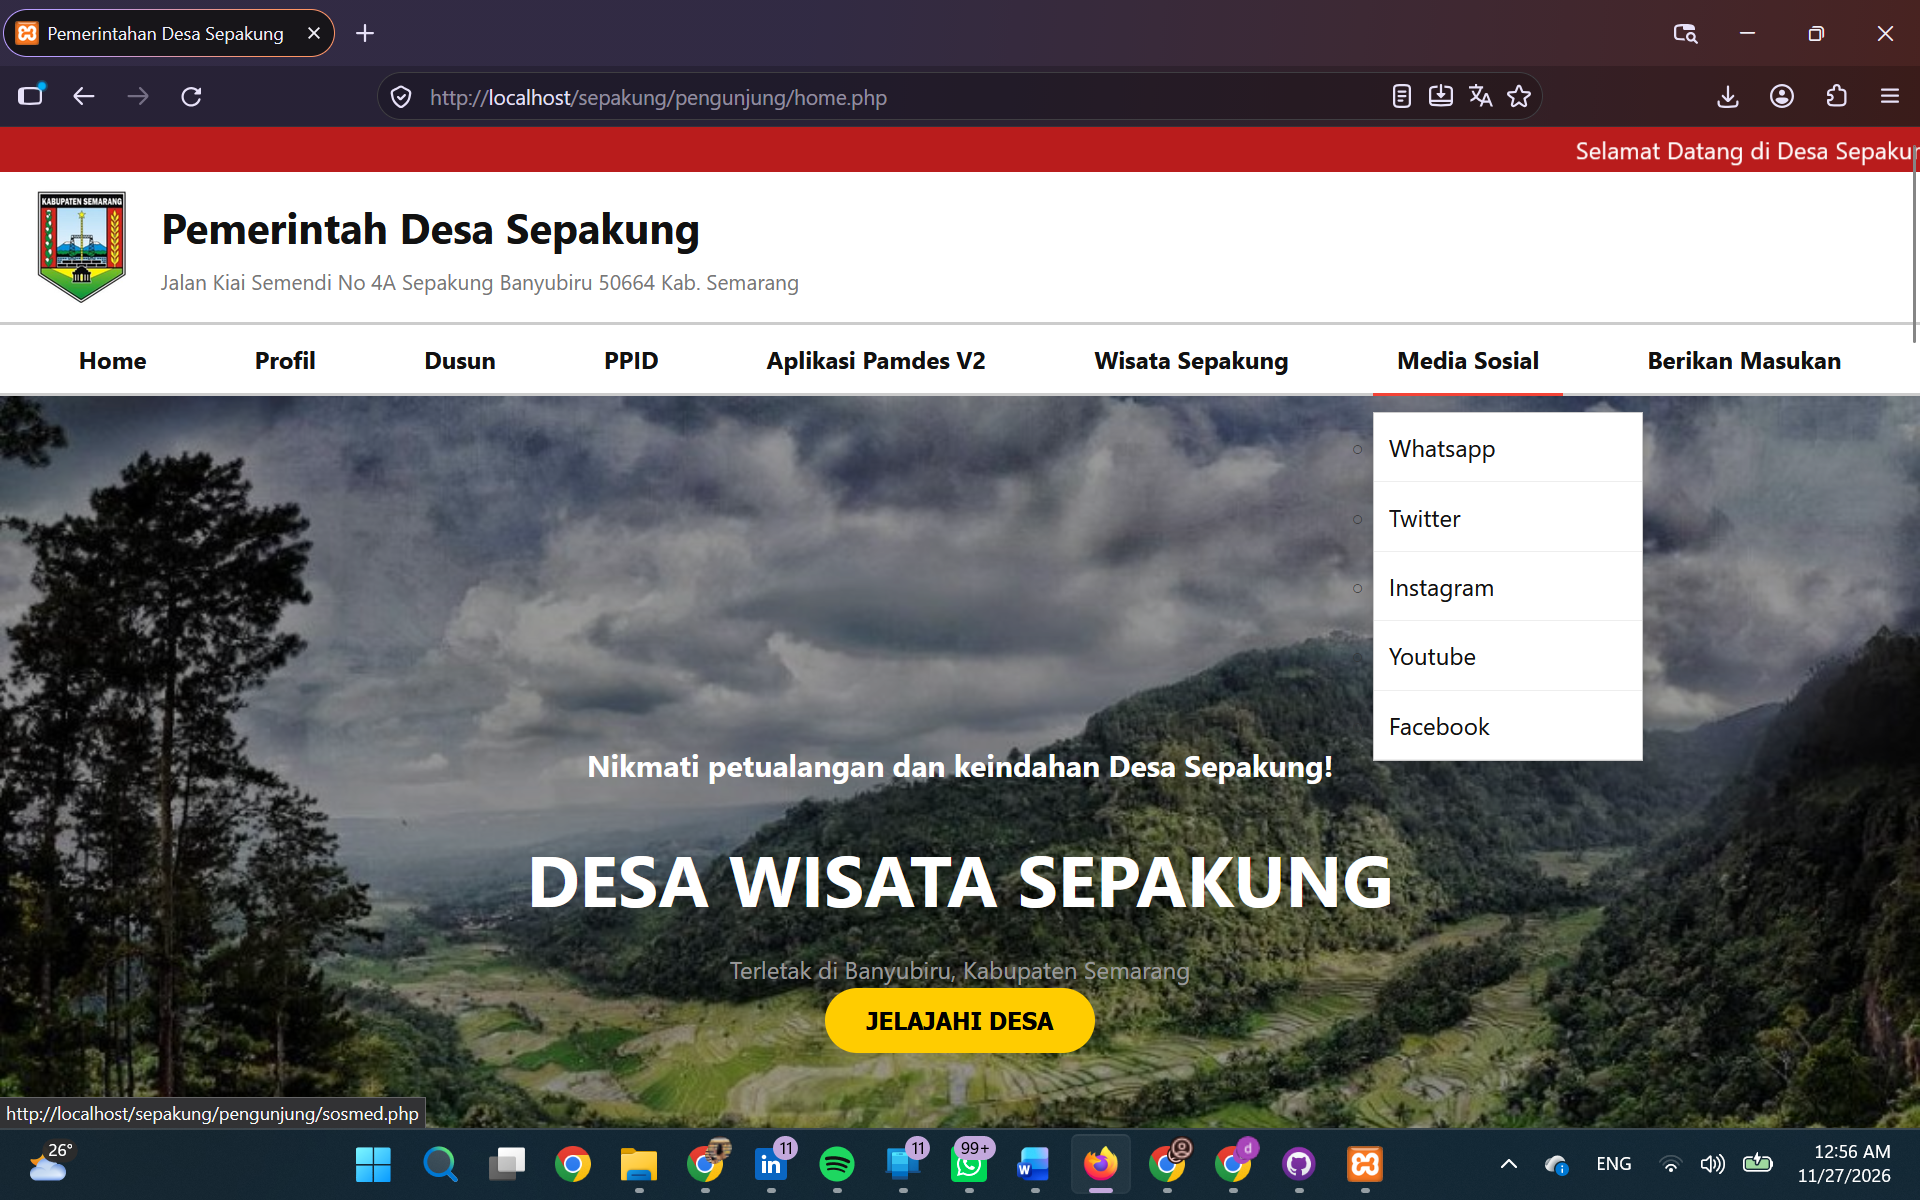 Pemerintahan Desa Sepakung
http://localhost/sepakung/pengunjung/home.php
Selamat Datang di Desa Sepakur
KABUPATEN SEMARANG
Pemerintah Desa Sepakung
Jalan Kiai Semendi No 4A Sepakung Banyubiru 50664 Kab. Semarang
Home Profil Dusun PPID Aplikasi Pamdes V2 Wisata Sepakung Media Sosial Berikan Masukan
Whatsapp
Twitter
Instagram
Youtube
Facebook
Nikmati petualangan dan keindahan Desa Sepakung!
DESA WISATA SEPAKUNG
Terletak di Banyubiru, Kabupaten Semarang
JELAJAHI DESA
http://localhost/sepakung/pengunjung/sosmed.php
26°
11
11
99+
d
ENG
12:56 AM
11/27/2026